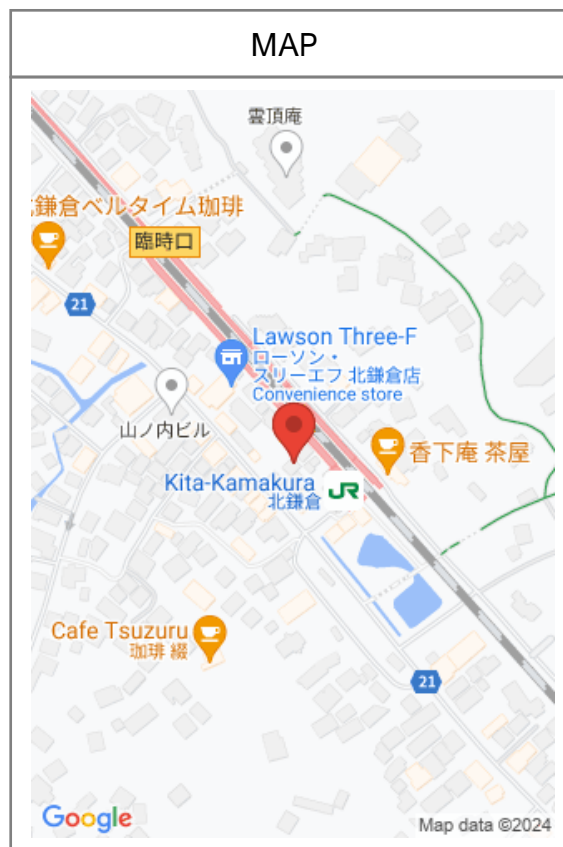 MAP
雲頂庵
鎌倉ベルタイム珈琲
臨時口
21
Lawson Three-F
ローソン・
スリーエフ 北鎌倉店
Convenience store
山ノ内ビル
香下庵 茶屋
Kita-Kamakura
北鎌倉
JR
Cafe Tsuzuru
珈琲 綴
21
Google
Map data ©2024